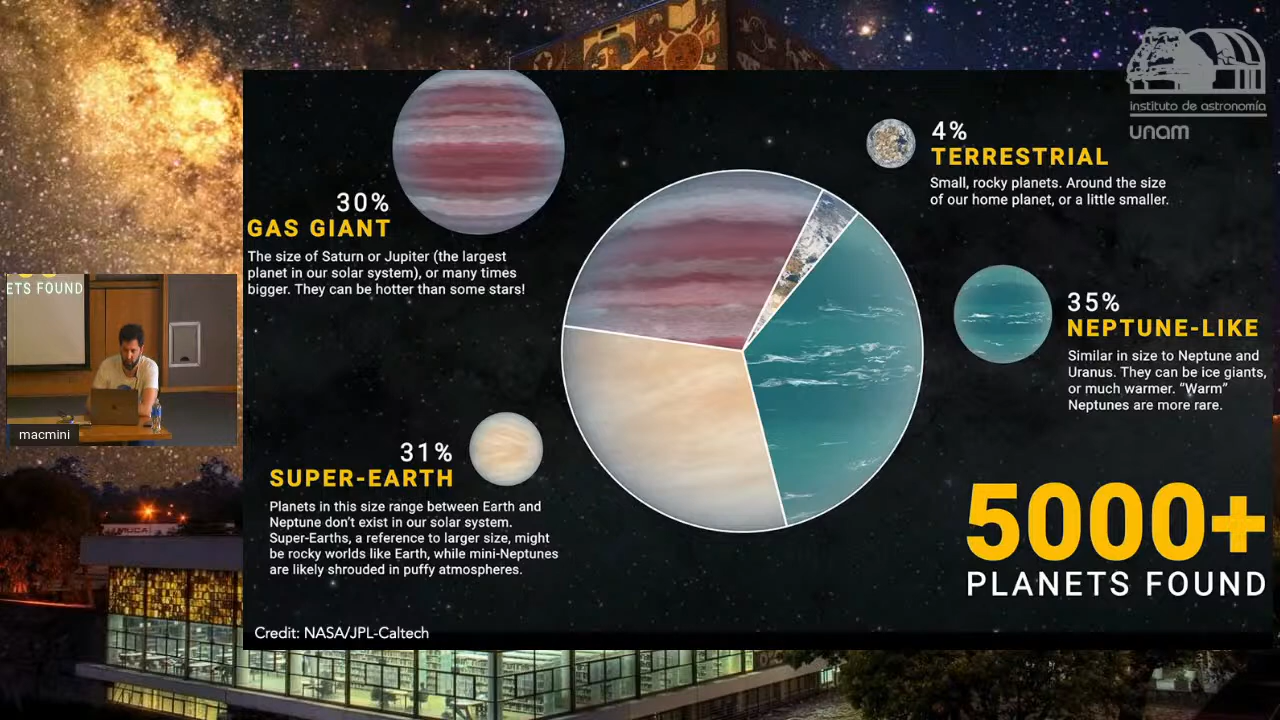 instituto de astronomía
unam
30%
GAS GIANT
The size of Saturn or Jupiter (the largest
planet in our solar system), or many times
bigger. They can be hotter than some stars!
4%
TERRESTRIAL
Small, rocky planets. Around the size
of our home planet, or a little smaller.
35%
NEPTUNE-LIKE
Similar in size to Neptune and
Uranus. They can be ice giants,
or much warmer. “Warm”
Neptunes are more rare.
31%
SUPER-EARTH
Planets in this size range between Earth and
Neptune don’t exist in our solar system.
Super-Earths, a reference to larger size, might
be rocky worlds like Earth, while mini-Neptunes
are likely shrouded in puffy atmospheres.
5000+
PLANETS FOUND
Credit: NASA/JPL-Caltech
ETS FOUND
macmini
MUCA